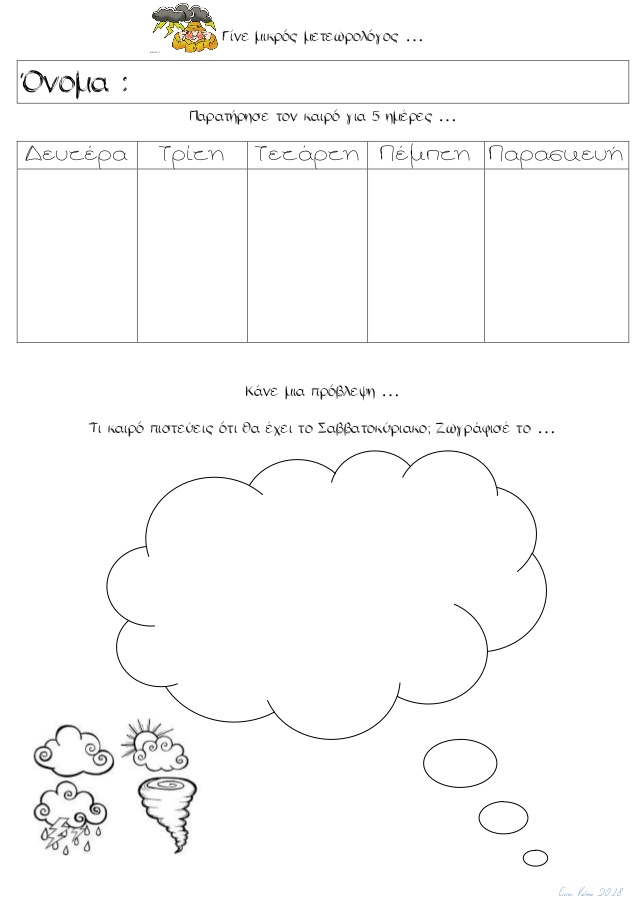 Γίνε μικρός μετεωρολόγος ...
Όνομα :
Παρατήρησε τον καιρό για 5 ημέρες ...
Δευτέρα Τρίτη Τετάρτη Πέμπτη Παρασκευή
Κάνε μια πρόβλεψη ...
Τι καιρό πιστεύεις ότι θα έχει το Σαββατοκύριακο; Ζωγράφισέ το ...
2018